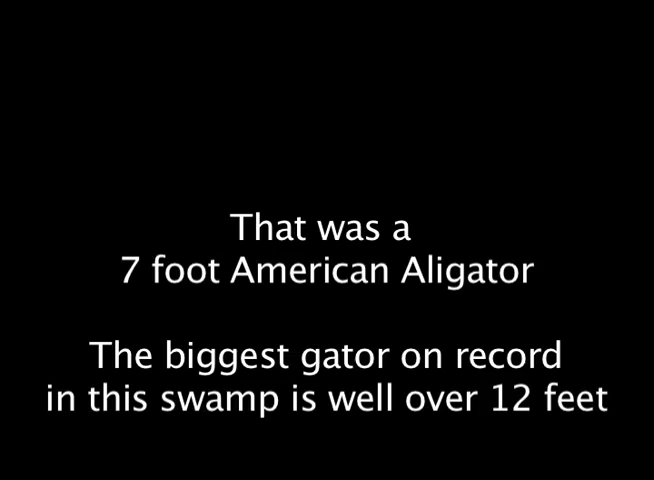 That was a
7 foot American Aligator
The biggest gator on record
in this swamp is well over 12 feet